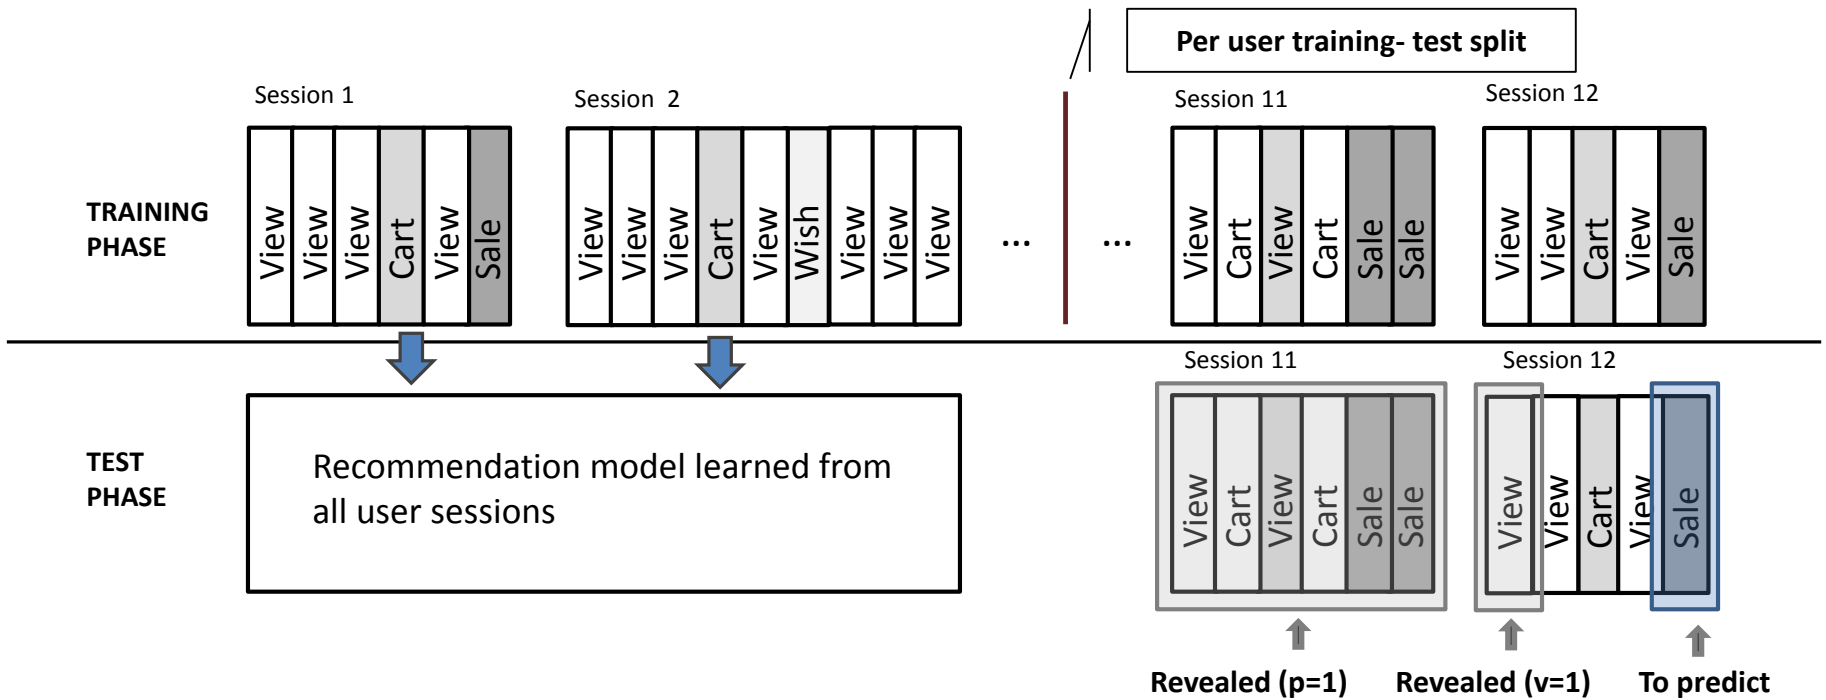 Per user training- test split
Session 1
Session 2
Session 11
Session 12
TRAINING
PHASE
View
View
View
Cart
View
Sale
View
View
View
Cart
View
Wish
View
View
View
...
...
View
Cart
View
Cart
Sale
Sale
View
View
Cart
View
Sale
Session 11
Session 12
TEST
PHASE
Recommendation model learned from
all user sessions
View
Cart
View
Cart
Sale
Sale
View
View
Cart
View
Sale
Revealed (p=1)
Revealed (v=1)
To predict